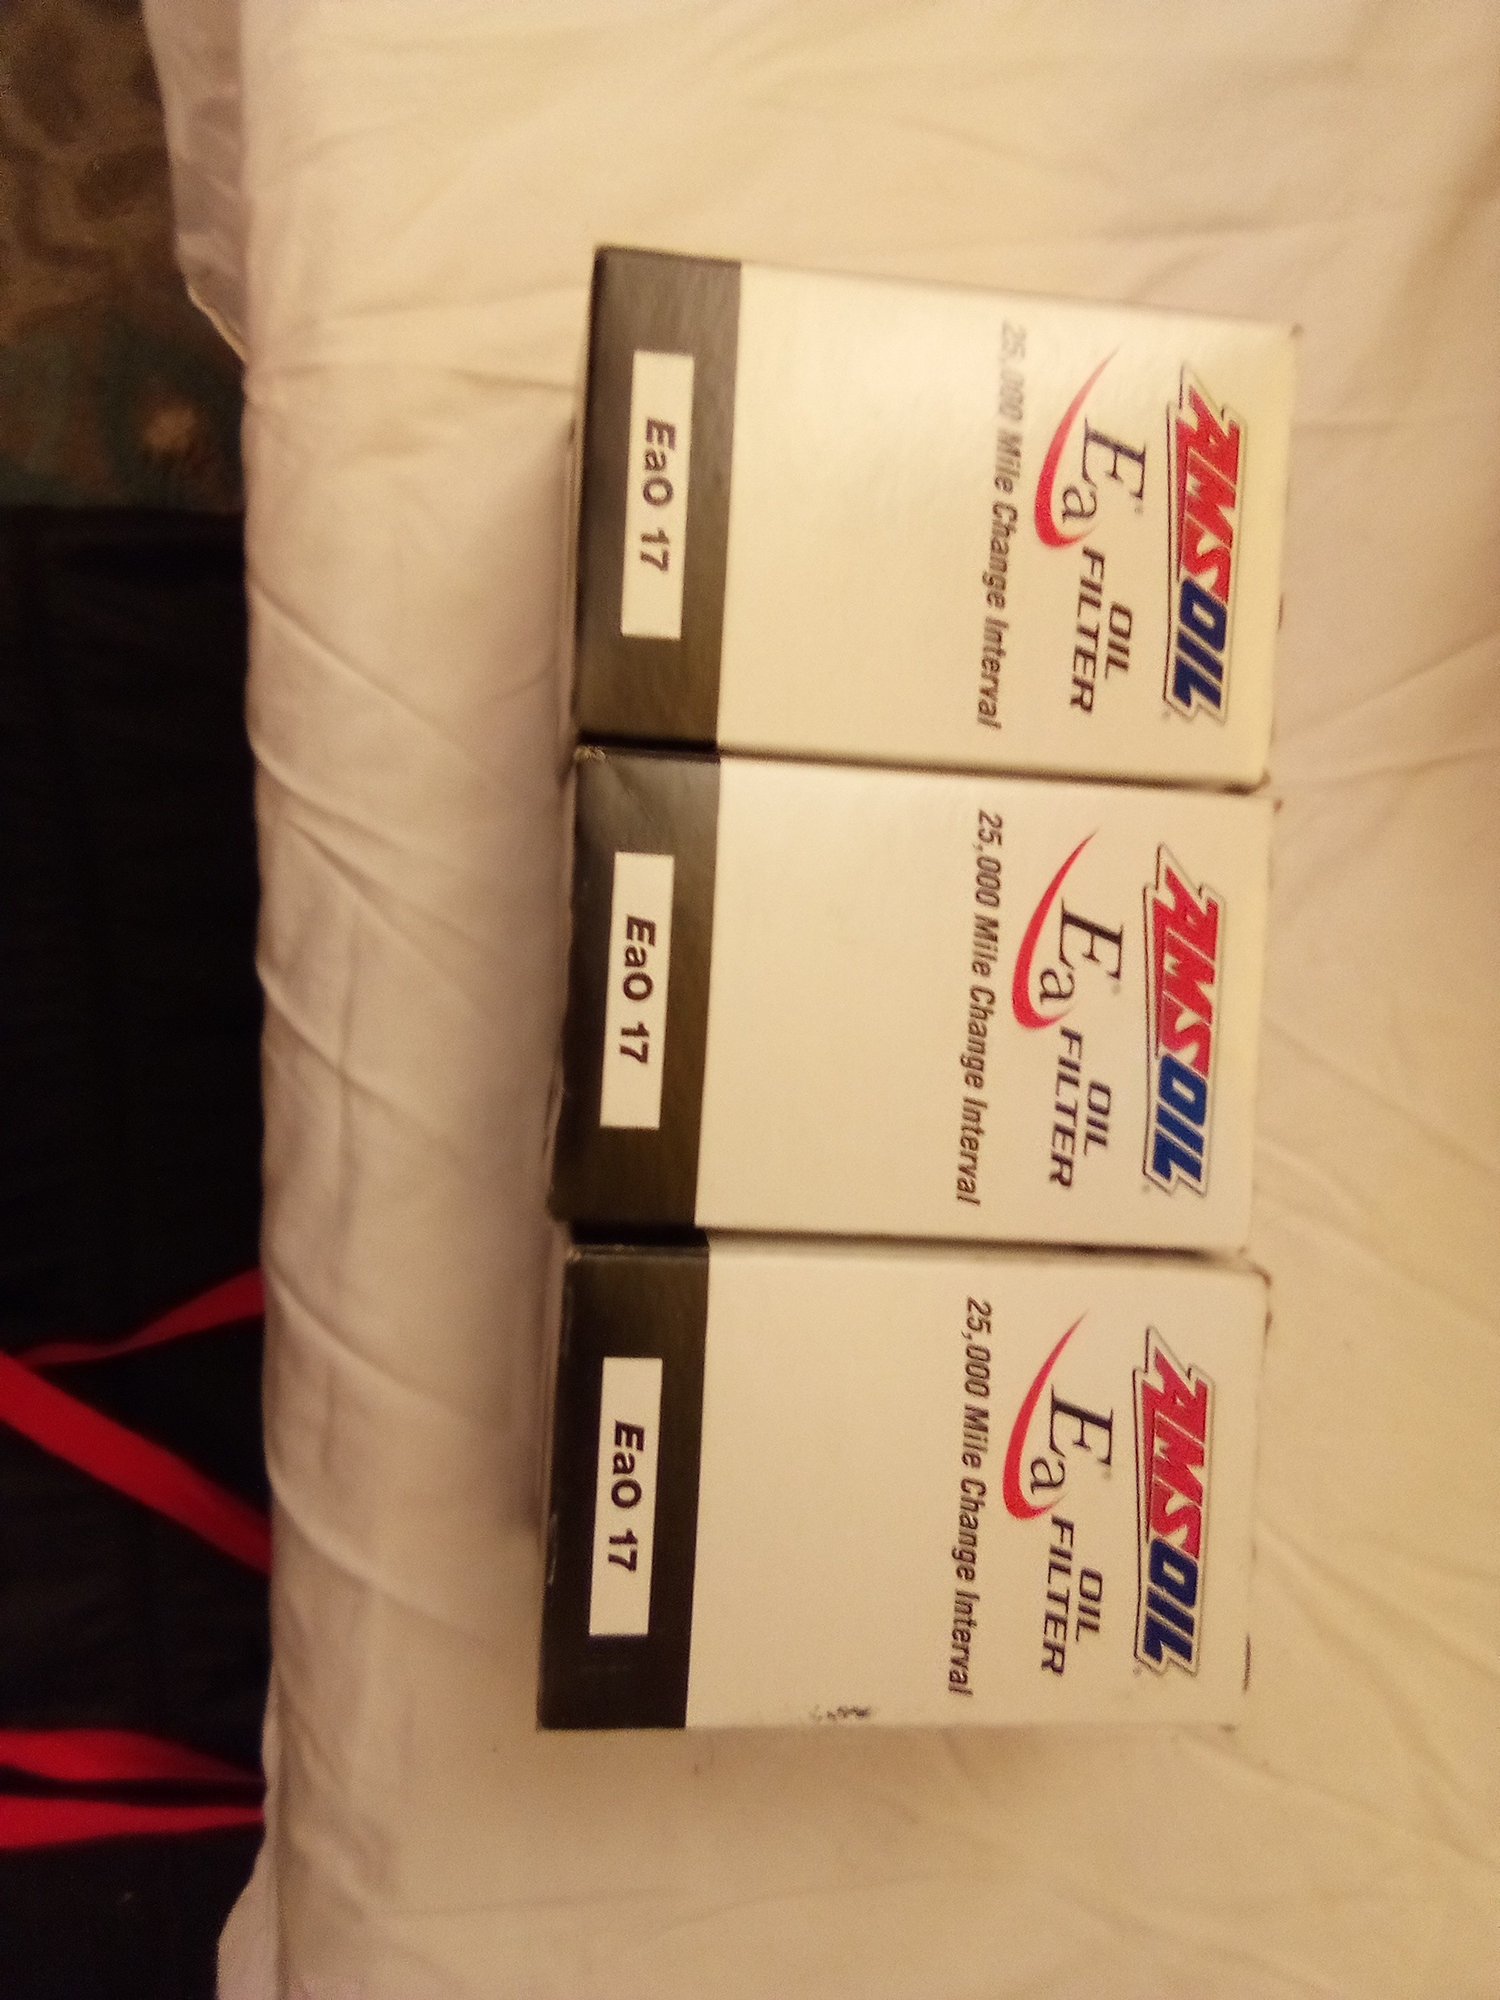 AMSOIL
Ea® OIL FILTER
25,000 Mile Change Interval
EaO 17
AMSOIL
Ea® OIL FILTER
25,000 Mile Change Interval
EaO 17
AMSOIL
Ea® OIL FILTER
25,000 Mile Change Interval
EaO 17